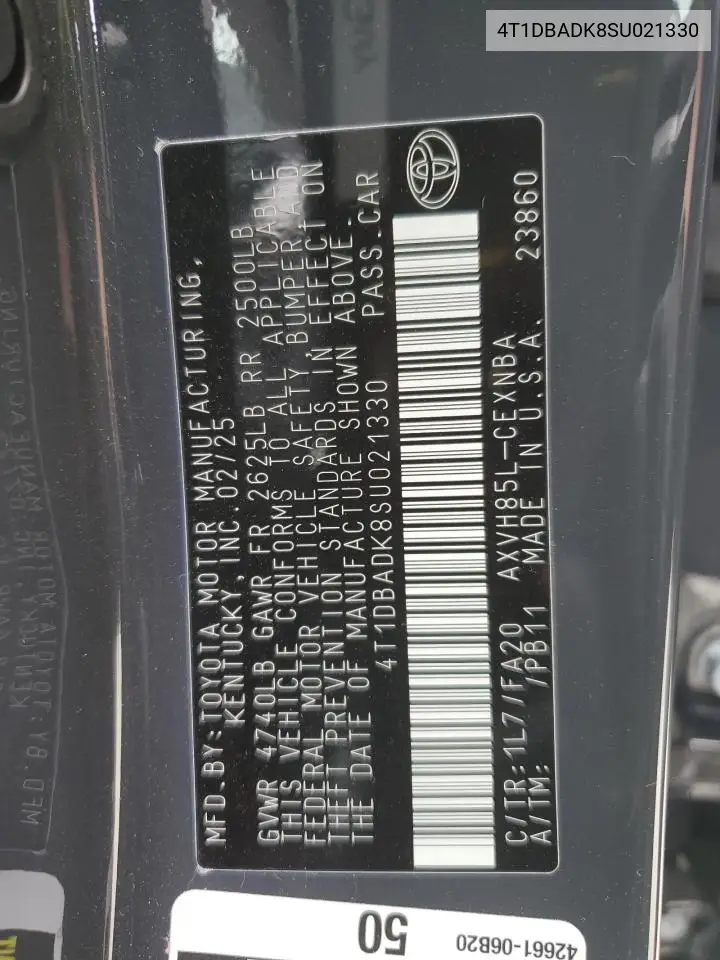 4T1DBADK8SU021330
MFD.BY:TOYOTA MOTOR MANUFACTURING,
KENTUCKY, INC.02/25
GVWR 4740LB GAWR FR 2625LB RR 2500LB
THIS VEHICLE CONFORMS TO ALL APPLICABLE
FEDERAL MOTOR VEHICLE SAFETY BUMPER AND
THEFT PREVENTION STANDARDS IN EFFECT ON
THE DATE OF MANUFACTURE SHOWN ABOVE.
4T1DBADK8SU021330 PASS.CAR
C/TR:1L7/FA20 AXVH85L-CEXNBA 23860
A/TM: /PB11 MADE IN U.S.A.
50
42661-06B20